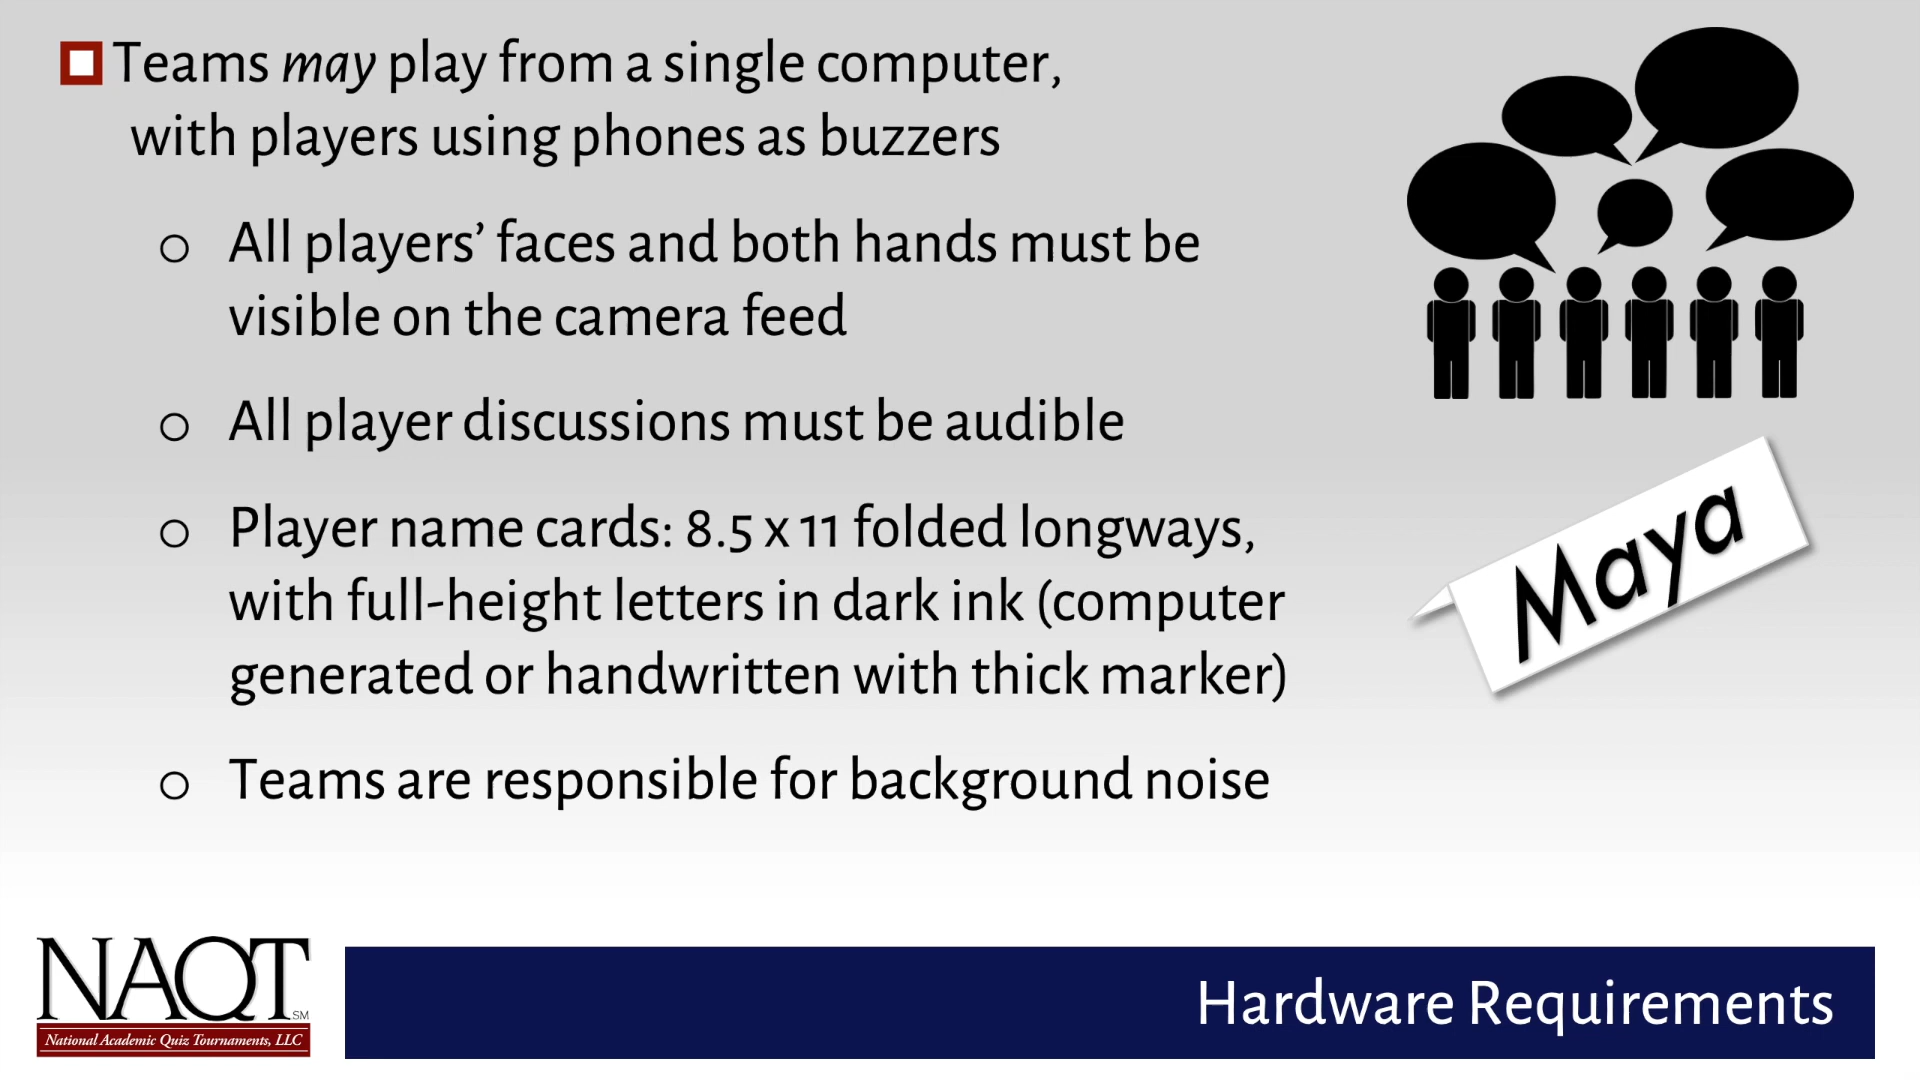 Teams may play from a single computer,
with players using phones as buzzers
o All players’ faces and both hands must be
visible on the camera feed
o All player discussions must be audible
o Player name cards: 8.5 x 11 folded longways,
with full-height letters in dark ink (computer
generated or handwritten with thick marker)
o Teams are responsible for background noise
Maya
NAQT SM
National Academic Quiz Tournaments, LLC
Hardware Requirements